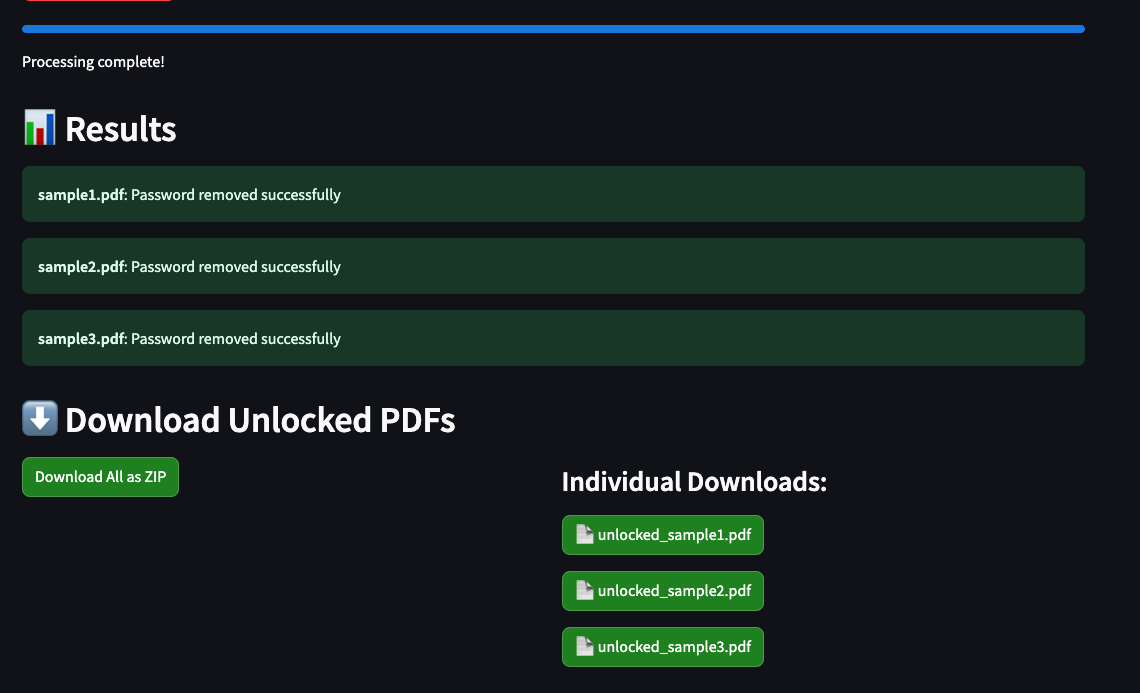 Processing complete!
Results
sample1.pdf: Password removed successfully
sample2.pdf: Password removed successfully
sample3.pdf: Password removed successfully
Download Unlocked PDFs
Download All as ZIP
Individual Downloads:
unlocked_sample1.pdf
unlocked_sample2.pdf
unlocked_sample3.pdf